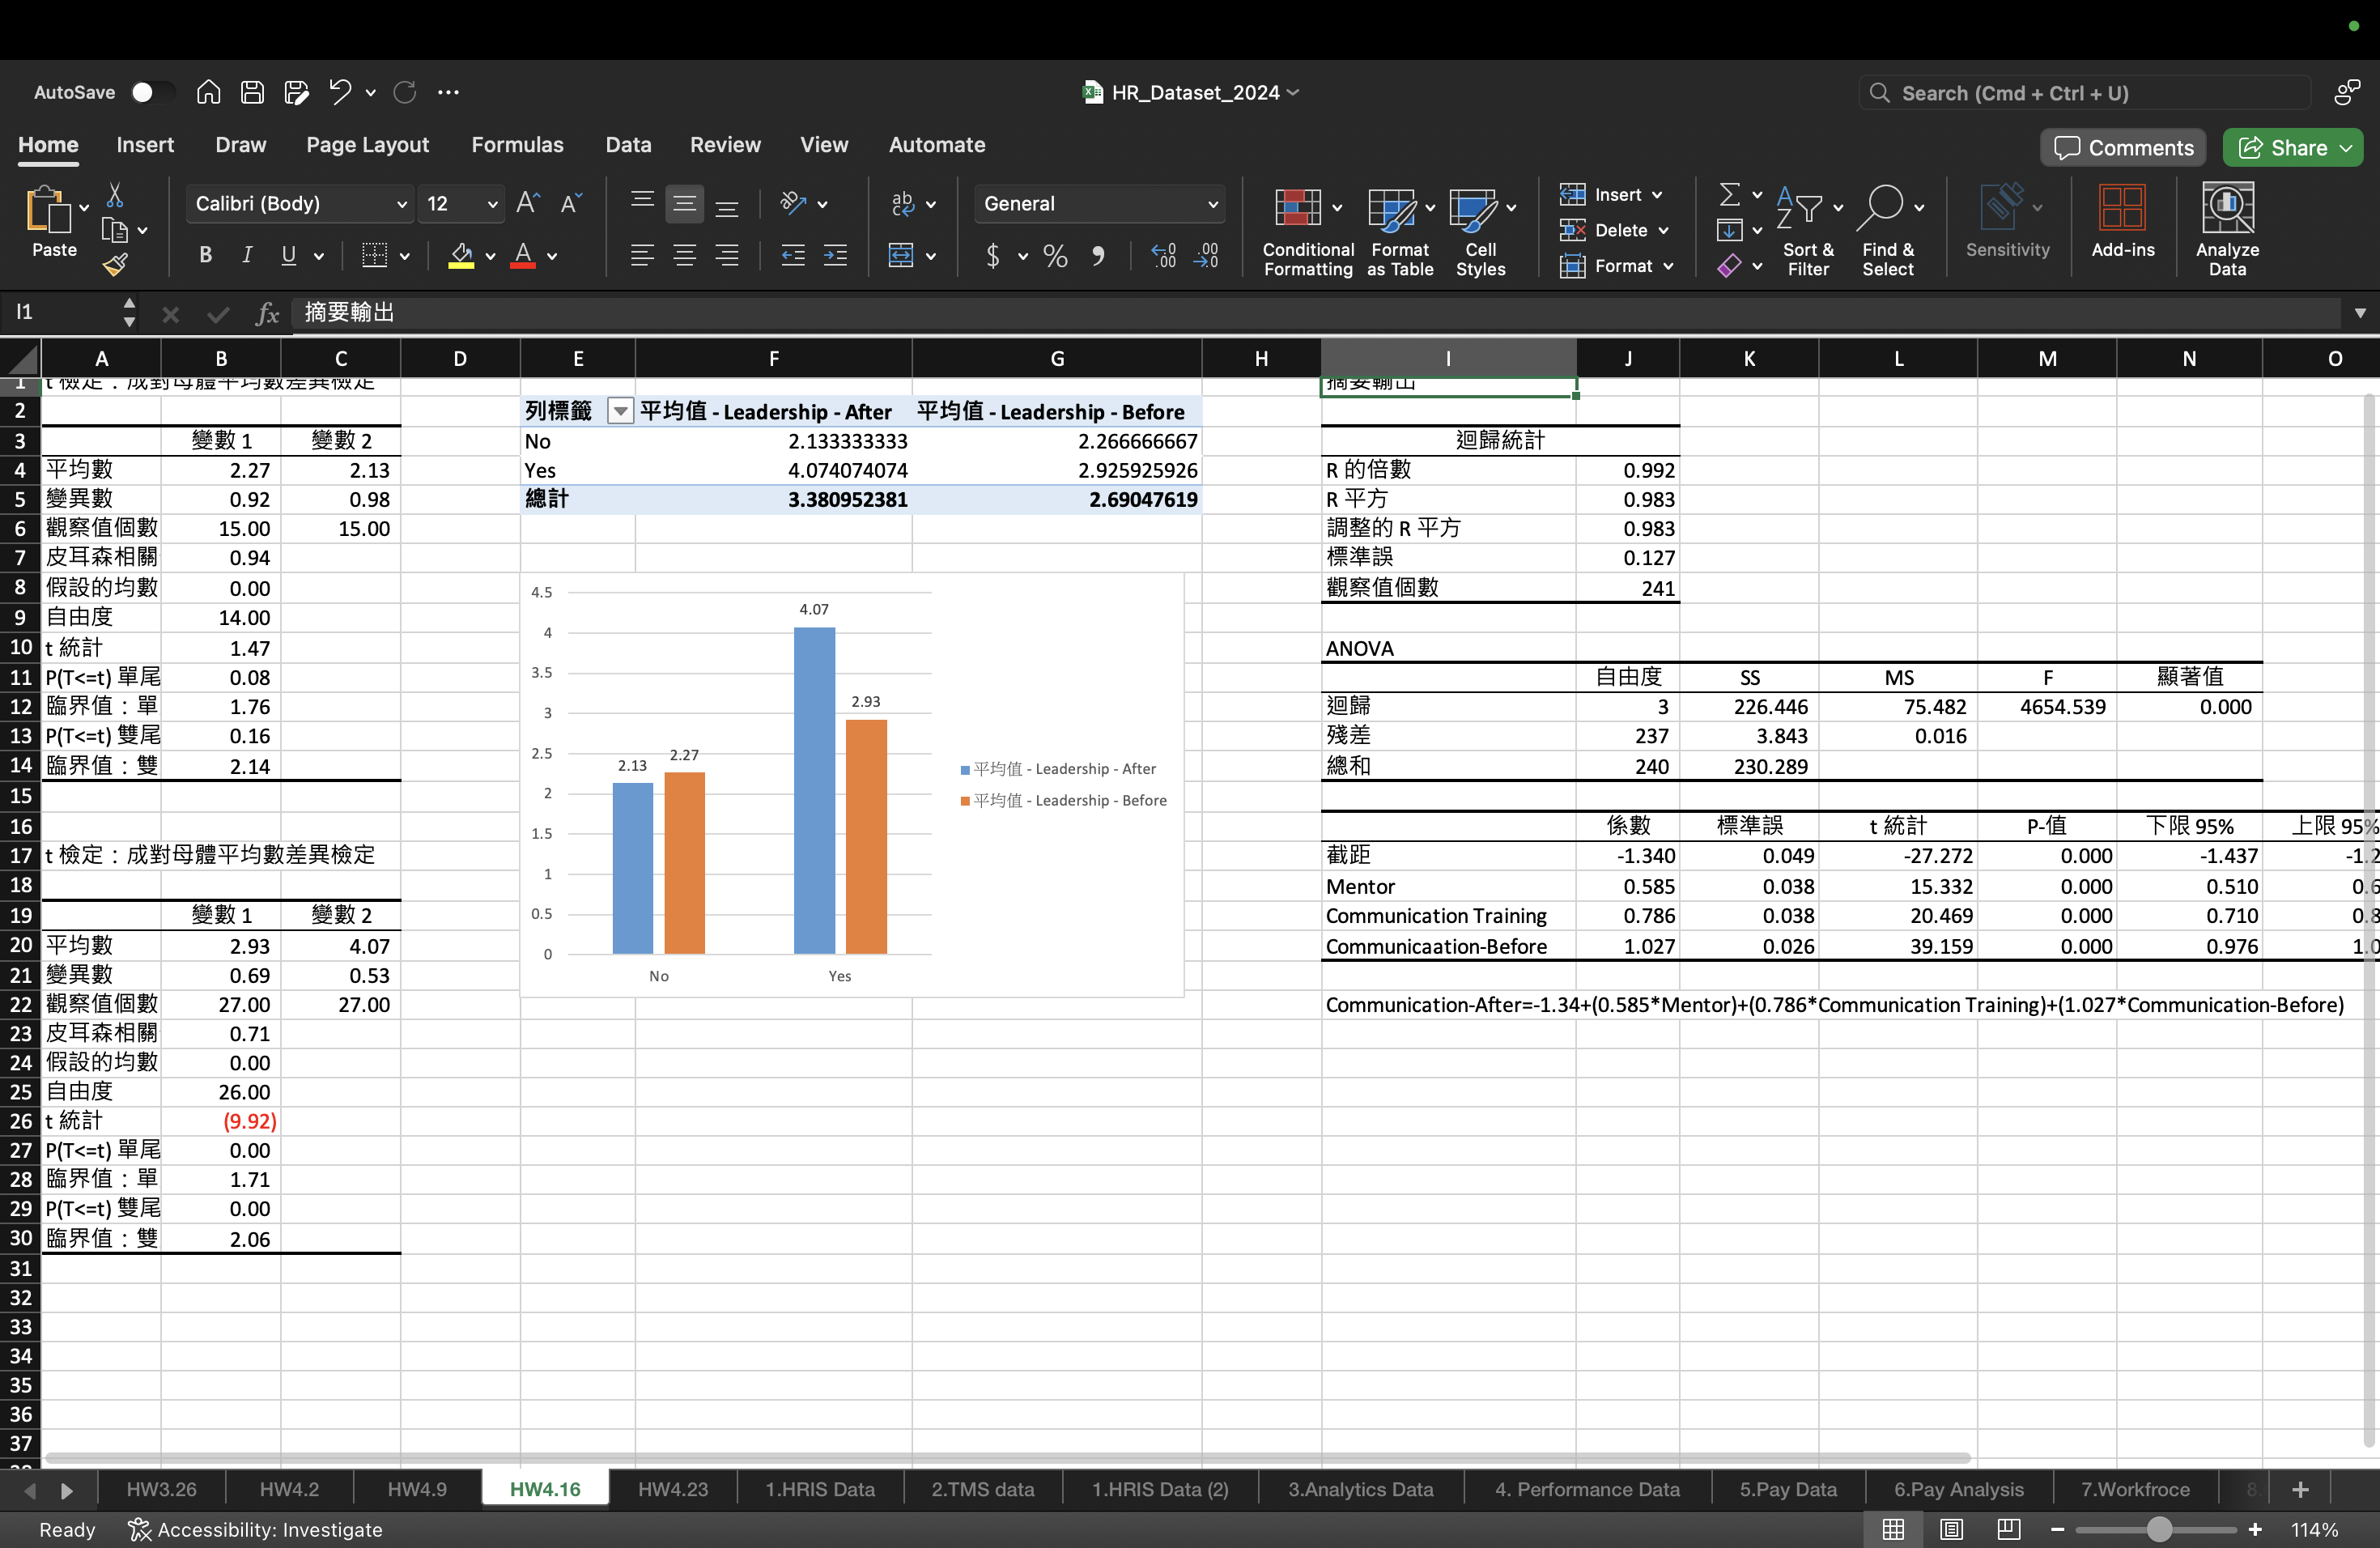 AutoSave
HR_Dataset_2024
Search (Cmd + Ctrl + U)
Home Insert Draw Page Layout Formulas Data Review View Automate
Comments Share
Paste
Calibri (Body) 12
General
Conditional Formatting
Format as Table
Cell Styles
Insert
Delete
Format
Sort & Filter
Find & Select
Sensitivity
Add-ins
Analyze Data
I1 fx 摘要輸出
A B C D E F G H I J K L M N O
1 t 檢定：成對母體平均數差異檢定 摘要輸出
2 列標籤 平均值 - Leadership - After 平均值 - Leadership - Before
3 變數 1 變數 2 No 2.133333333 2.266666667 迴歸統計
4 平均數 2.27 2.13 Yes 4.074074074 2.925925926 R 的倍數 0.992
5 變異數 0.92 0.98 總計 3.380952381 2.69047619 R 平方 0.983
6 觀察值個數 15.00 15.00 調整的 R 平方 0.983
7 皮耳森相關 0.94 標準誤 0.127
8 假設的均數 0.00 觀察值個數 241
9 自由度 14.00
10 t 統計 1.47 ANOVA
11 P(T<=t) 單尾 0.08 自由度 SS MS F 顯著值
12 臨界值：單 1.76 迴歸 3 226.446 75.482 4654.539 0.000
13 P(T<=t) 雙尾 0.16 殘差 237 3.843 0.016
14 臨界值：雙 2.14 總和 240 230.289
15
16 係數 標準誤 t 統計 P-值 下限 95% 上限 95%
17 t 檢定：成對母體平均數差異檢定 截距 -1.340 0.049 -27.272 0.000 -1.437 -1.2
18 Mentor 0.585 0.038 15.332 0.000 0.510 0.6
19 變數 1 變數 2 Communication Training 0.786 0.038 20.469 0.000 0.710 0.8
20 平均數 2.93 4.07 Communicaation-Before 1.027 0.026 39.159 0.000 0.976 1.0
21 變異數 0.69 0.53
22 觀察值個數 27.00 27.00 Communication-After=-1.34+(0.585*Mentor)+(0.786*Communication Training)+(1.027*Communication-Before)
23 皮耳森相關 0.71
24 假設的均數 0.00
25 自由度 26.00
26 t 統計 (9.92)
27 P(T<=t) 單尾 0.00
28 臨界值：單 1.71
29 P(T<=t) 雙尾 0.00
30 臨界值：雙 2.06
31
32
33
34
35
36
37
4.5
4
3.5
3
2.5
2
1.5
1
0.5
0
2.13 2.27 4.07 2.93
No Yes
平均值 - Leadership - After
平均值 - Leadership - Before
HW3.26 HW4.2 HW4.9 HW4.16 HW4.23 1.HRIS Data 2.TMS data 1.HRIS Data (2) 3.Analytics Data 4. Performance Data 5.Pay Data 6.Pay Analysis 7.Workfroce 8.
Ready Accessibility: Investigate 114%